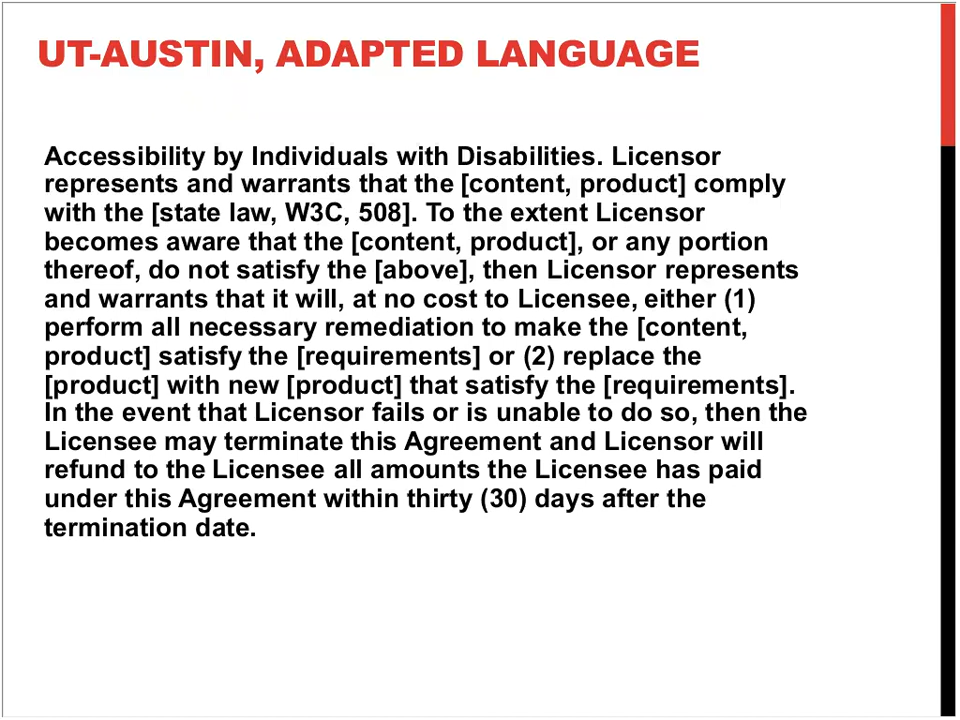 UT-AUSTIN, ADAPTED LANGUAGE
Accessibility by Individuals with Disabilities. Licensor
represents and warrants that the [content, product] comply
with the [state law, W3C, 508]. To the extent Licensor
becomes aware that the [content, product], or any portion
thereof, do not satisfy the [above], then Licensor represents
and warrants that it will, at no cost to Licensee, either (1)
perform all necessary remediation to make the [content,
product] satisfy the [requirements] or (2) replace the
[product] with new [product] that satisfy the [requirements].
In the event that Licensor fails or is unable to do so, then the
Licensee may terminate this Agreement and Licensor will
refund to the Licensee all amounts the Licensee has paid
under this Agreement within thirty (30) days after the
termination date.